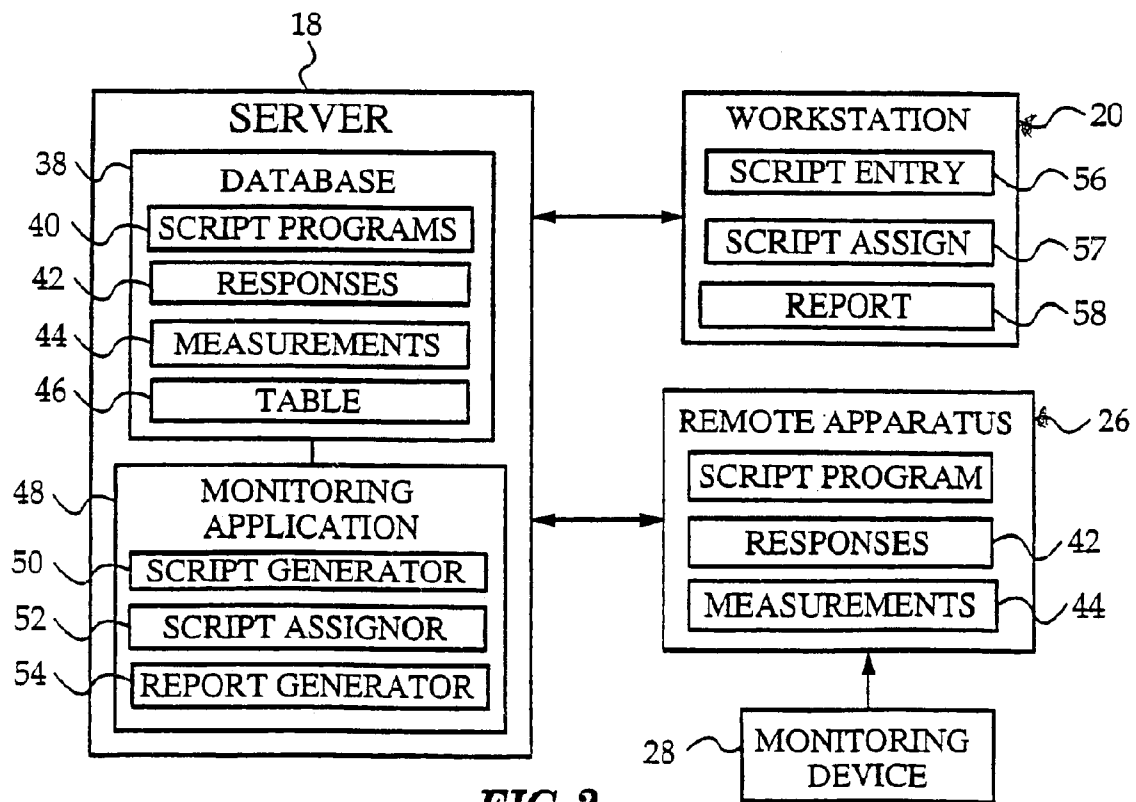 18
SERVER
38
DATABASE
40
SCRIPT PROGRAMS
42
RESPONSES
44
MEASUREMENTS
46
TABLE
48
MONITORING
APPLICATION
50
SCRIPT GENERATOR
52
SCRIPT ASSIGNOR
54
REPORT GENERATOR
WORKSTATION
20
SCRIPT ENTRY
56
SCRIPT ASSIGN
57
REPORT
58
REMOTE APPARATUS
26
SCRIPT PROGRAM
RESPONSES
42
MEASUREMENTS
44
28
MONITORING
DEVICE